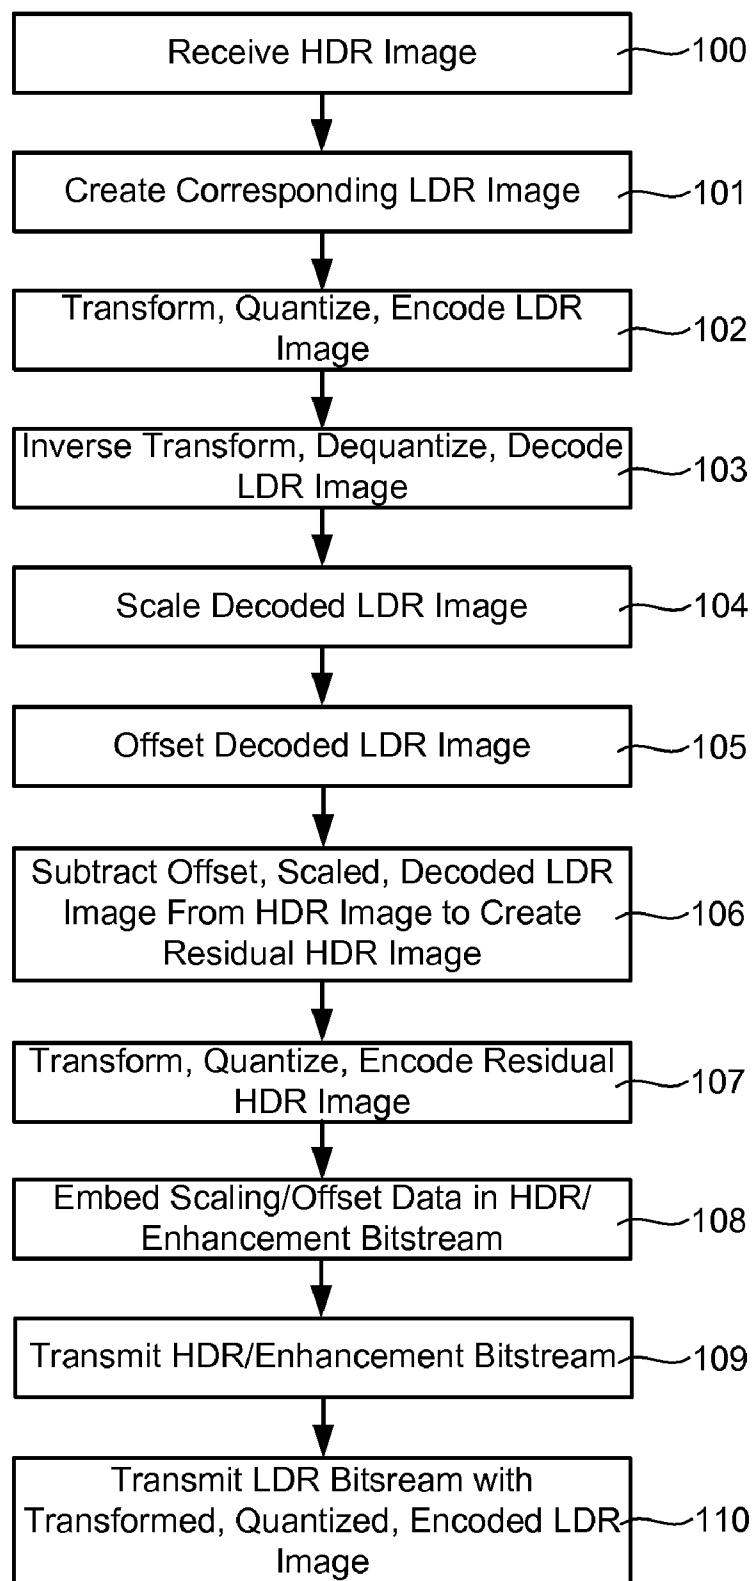 Receive HDR Image 100
Create Corresponding LDR Image 101
Transform, Quantize, Encode LDR
Image 102
Inverse Transform, Dequantize, Decode
LDR Image 103
Scale Decoded LDR Image 104
Offset Decoded LDR Image 105
Subtract Offset, Scaled, Decoded LDR
Image From HDR Image to Create 106
Residual HDR Image
Transform, Quantize, Encode Residual
HDR Image 107
Embed Scaling/Offset Data in HDR/
Enhancement Bitstream 108
Transmit HDR/Enhancement Bitstream 109
Transmit LDR Bitsream with
Transformed, Quantized, Encoded LDR 110
Image